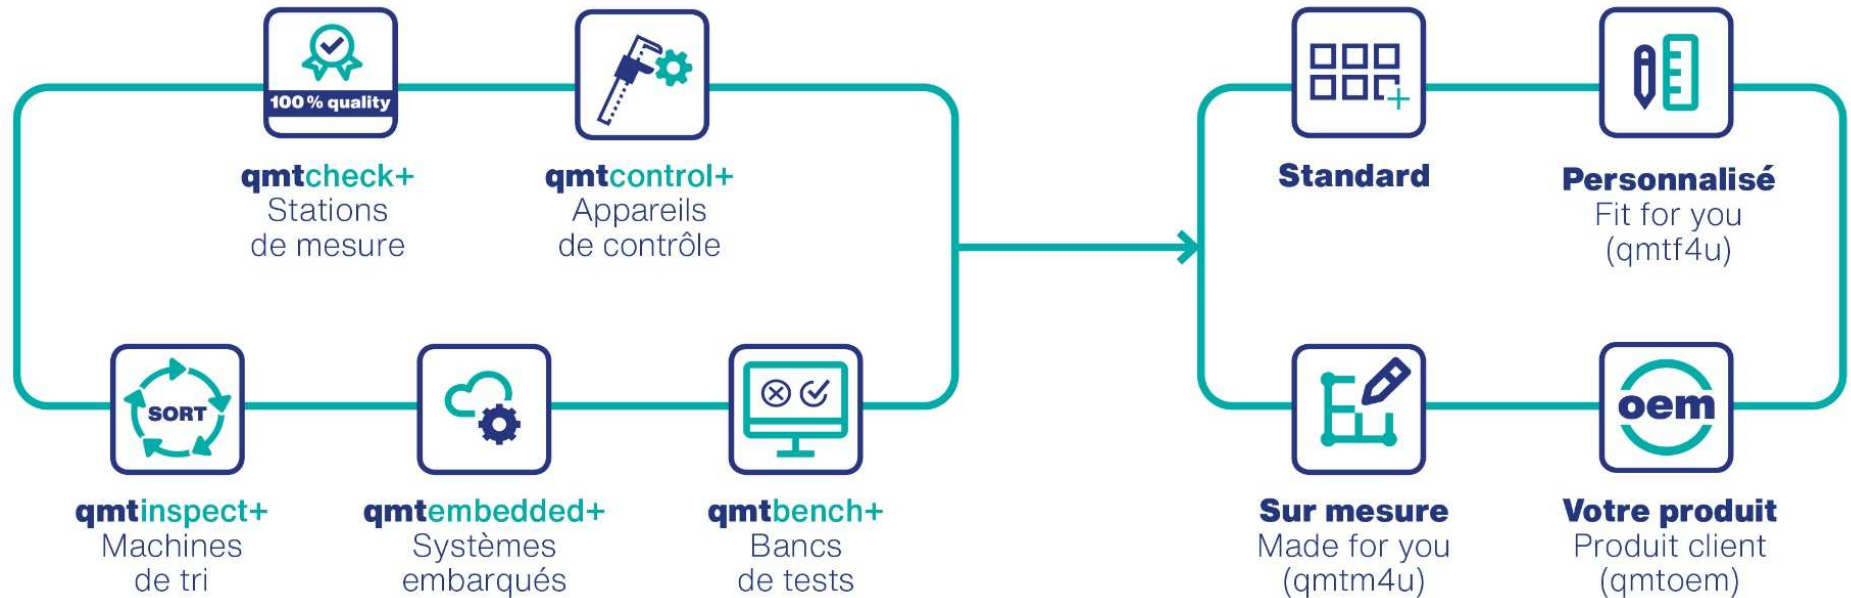 100% quality
qmtcheck+
Stations
de mesure
qmtcontrol+
Appareils
de contrôle
SORT
qmtinspect+
Machines
de tri
qmtembedded+
Systèmes
embarqués
qmtbench+
Bancs
de tests
Standard
Personnalisé
Fit for you
(qmtf4u)
Sur mesure
Made for you
(qmtm4u)
oem
Votre produit
Produit client
(qmtoem)